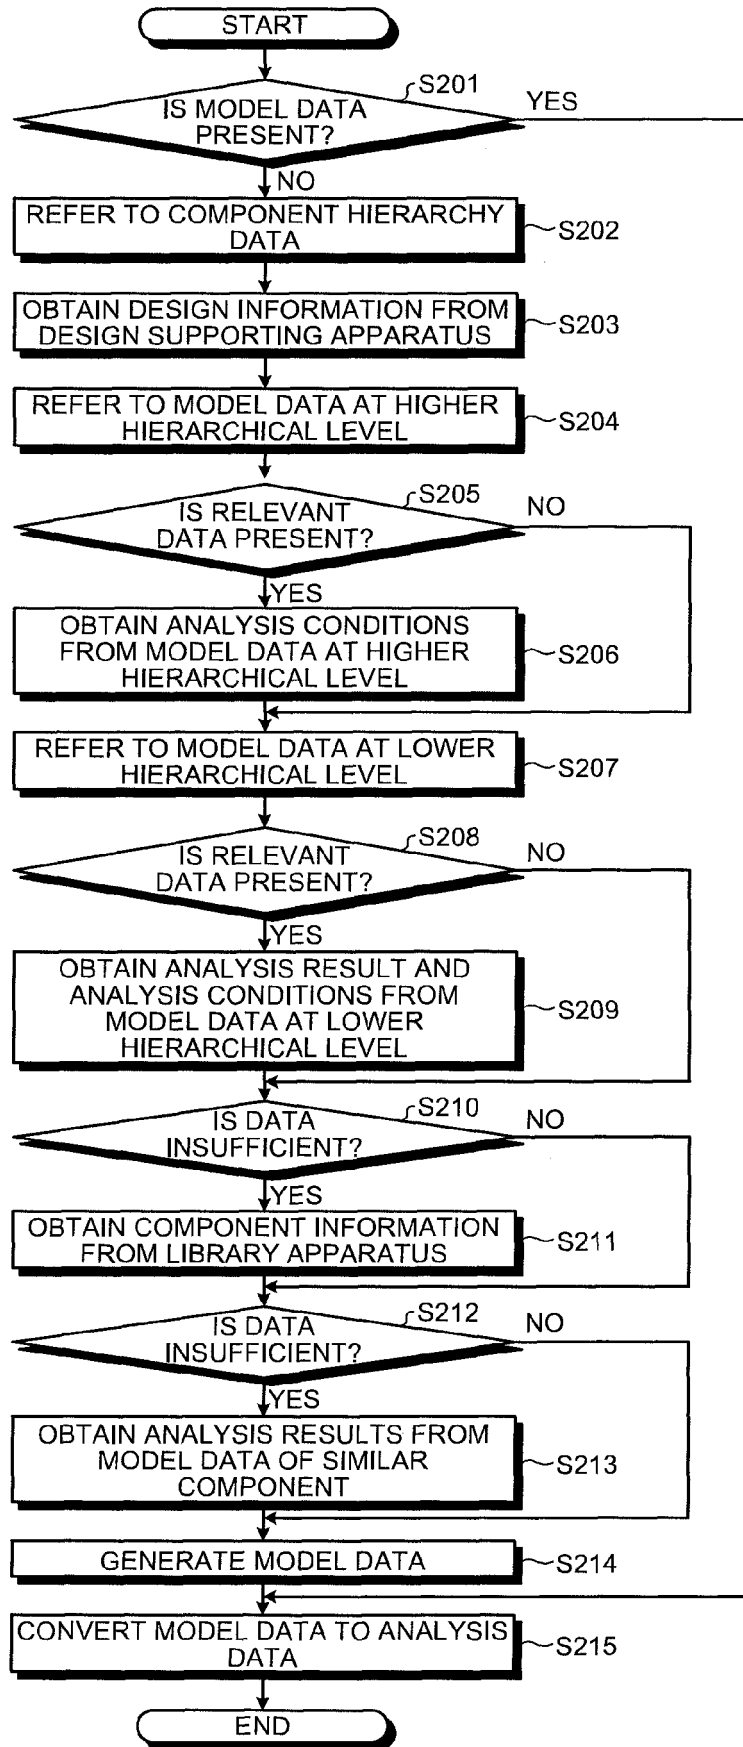 START
S201
IS MODEL DATA
PRESENT?
YES
NO
REFER TO COMPONENT HIERARCHY
DATA
S202
OBTAIN DESIGN INFORMATION FROM
DESIGN SUPPORTING APPARATUS
S203
REFER TO MODEL DATA AT HIGHER
HIERARCHICAL LEVEL
S204
S205
IS RELEVANT
DATA PRESENT?
NO
YES
OBTAIN ANALYSIS CONDITIONS
FROM MODEL DATA AT HIGHER
HIERARCHICAL LEVEL
S206
REFER TO MODEL DATA AT LOWER
HIERARCHICAL LEVEL
S207
S208
IS RELEVANT
DATA PRESENT?
NO
YES
OBTAIN ANALYSIS RESULT AND
ANALYSIS CONDITIONS FROM
MODEL DATA AT LOWER
HIERARCHICAL LEVEL
S209
S210
IS DATA
INSUFFICIENT?
NO
YES
OBTAIN COMPONENT INFORMATION
FROM LIBRARY APPARATUS
S211
S212
IS DATA
INSUFFICIENT?
NO
YES
OBTAIN ANALYSIS RESULTS FROM
MODEL DATA OF SIMILAR
COMPONENT
S213
GENERATE MODEL DATA
S214
CONVERT MODEL DATA TO ANALYSIS
DATA
S215
END